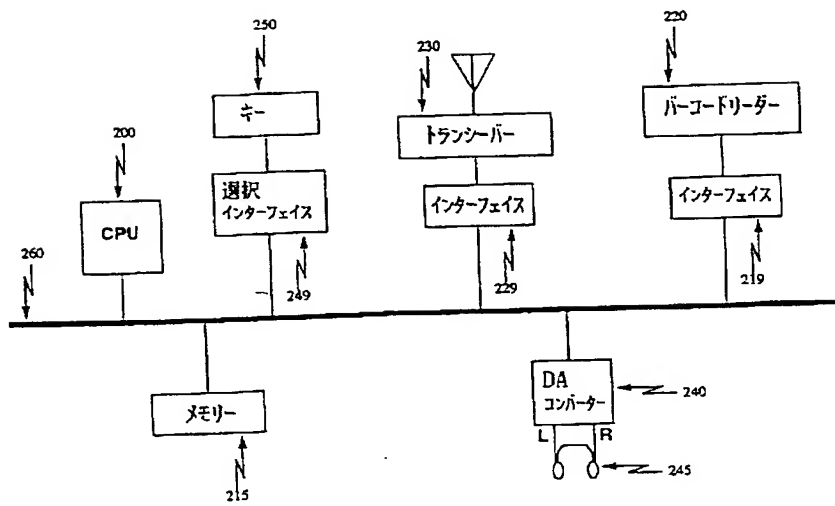 250
230
220
キー
トランシーバー
バーコードリーダー
200
選択
インターフェイス
インターフェイス
インターフェイス
CPU
260
249
229
219
メモリー
DA
コンバーター
240
L
R
245
215